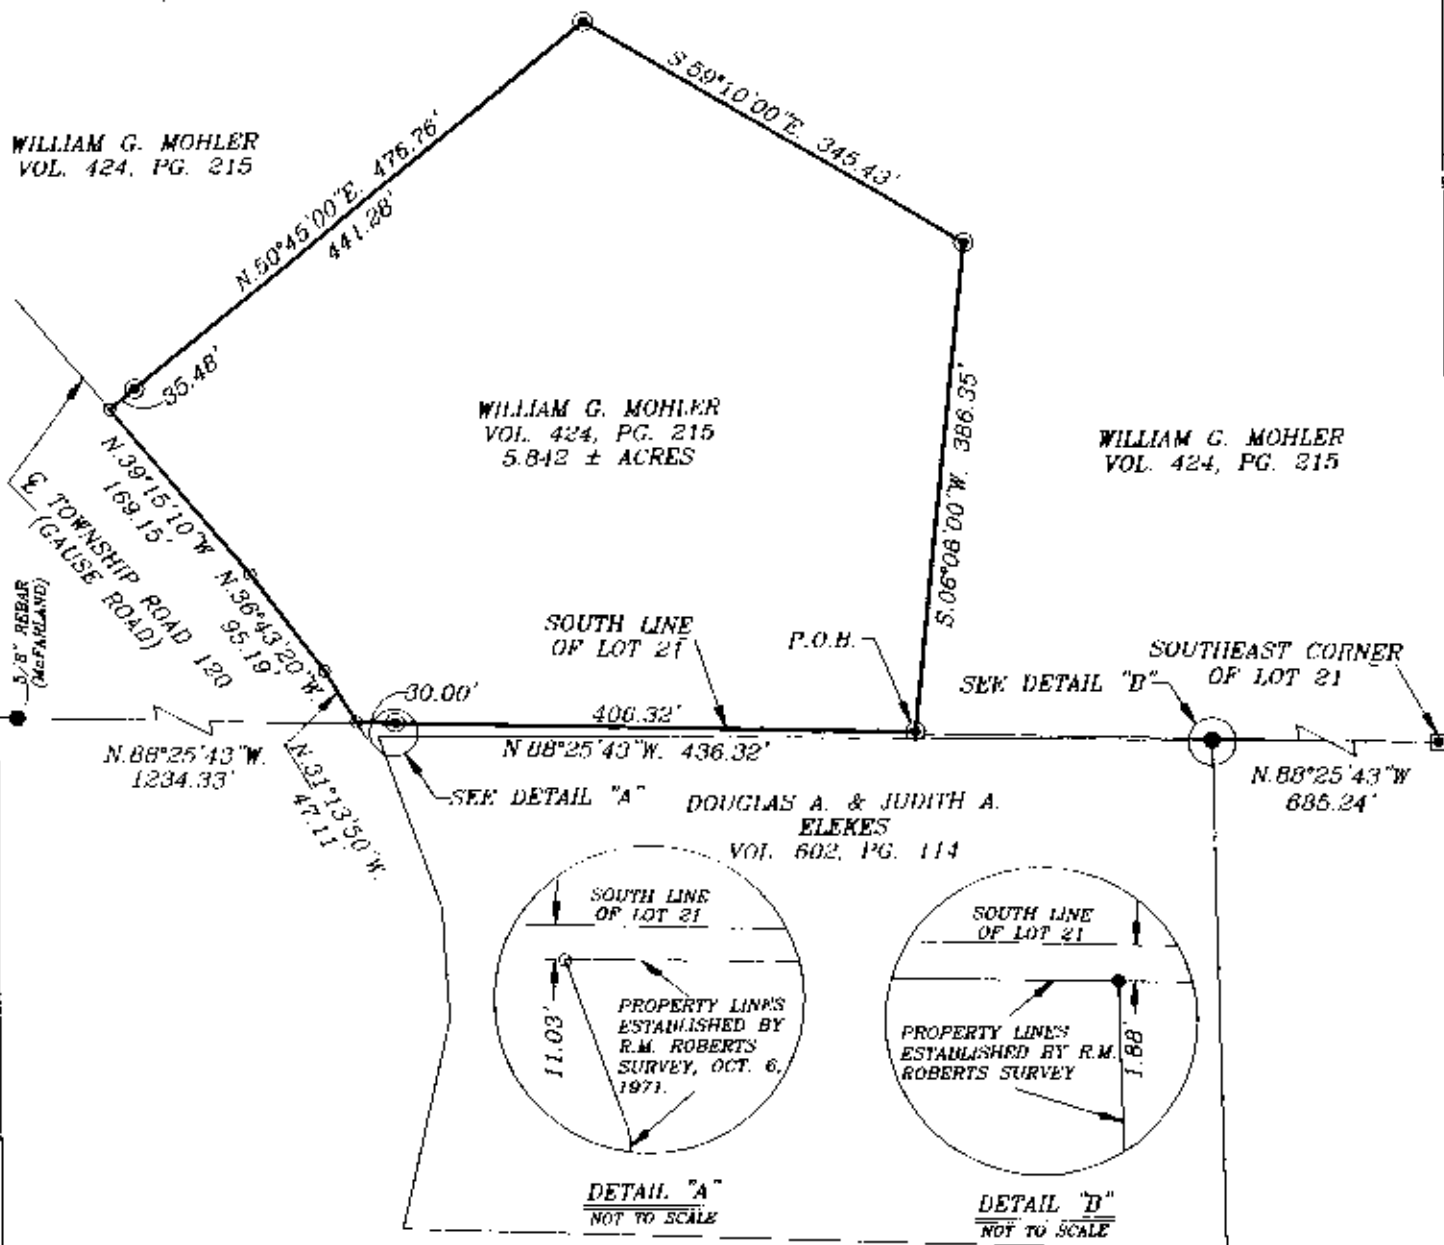 S 59°10'00"E. 345.43'
WILLIAM G. MOHLER
VOL. 424, PG. 215
N.50°45'00"E. 476.76'
441.28'
35.48'
WILLIAM G. MOHLER
VOL. 424, PG. 215
5.842 ± ACRES
S.06°08'00"W. 386.35'
WILLIAM G. MOHLER
VOL. 424, PG. 215
N.39°15'10"W
169.15'
℄ TOWNSHIP ROAD 120
(GAUSE ROAD)
N.36°43'20"W
95.19'
5/8" REBAR
(McFARLAND)
SOUTH LINE
OF LOT 21
P.O.B.
SOUTHEAST CORNER
OF LOT 21
SEE DETAIL "B"
30.00'
406.32'
N.88°25'43"W.
1234.33'
N 88°25'43"W. 436.32'
N.88°25'43"W
685.24'
N.31°13'50"W.
47.11'
SEE DETAIL "A"
DOUGLAS A. & JUDITH A.
ELEKES
VOL. 602, PG. 114
SOUTH LINE
OF LOT 21
11.03'
PROPERTY LINES
ESTABLISHED BY
R.M. ROBERTS
SURVEY, OCT. 6,
1971.
DETAIL "A"
NOT TO SCALE
SOUTH LINE
OF LOT 21
PROPERTY LINES
ESTABLISHED BY R.M.
ROBERTS SURVEY
1.88'
DETAIL "B"
NOT TO SCALE